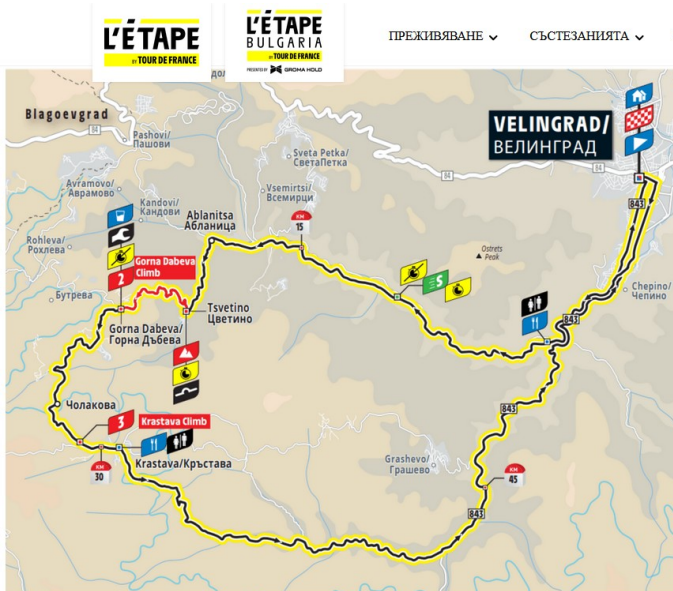 L'ÉTAPE
BY TOUR DE FRANCE
L'ÉTAPE
BULGARIA
BY TOUR DE FRANCE
PRESENTED BY GROMA HOLD
ПРЕЖИВЯВАНЕ
СЪСТЕЗАНИЯТА
Blagoevgrad
84
Pashovi/
Пашови
VELINGRAD/
ВЕЛИНГРАД
Sveta Petka/
СветаПетка
84
Avramovo/
Аврамово
Kandovi/
Кандови
Vsemirtsi/
Всемирци
843
Ablanitsa
Абланица
KM
15
Rohleva/
Рохлева
Ostrets
Peak
Gorna Dabeva
Climb
2
S
Chepino/
Чепино
Бутрева
Tsvetino
Цветино
Gorna Dabeva/
Горна Дъбева
843
843
Чолакова
3
Krastava Climb
Krastava/Кръстава
KM
30
Grashevo/
Грашево
KM
45
843